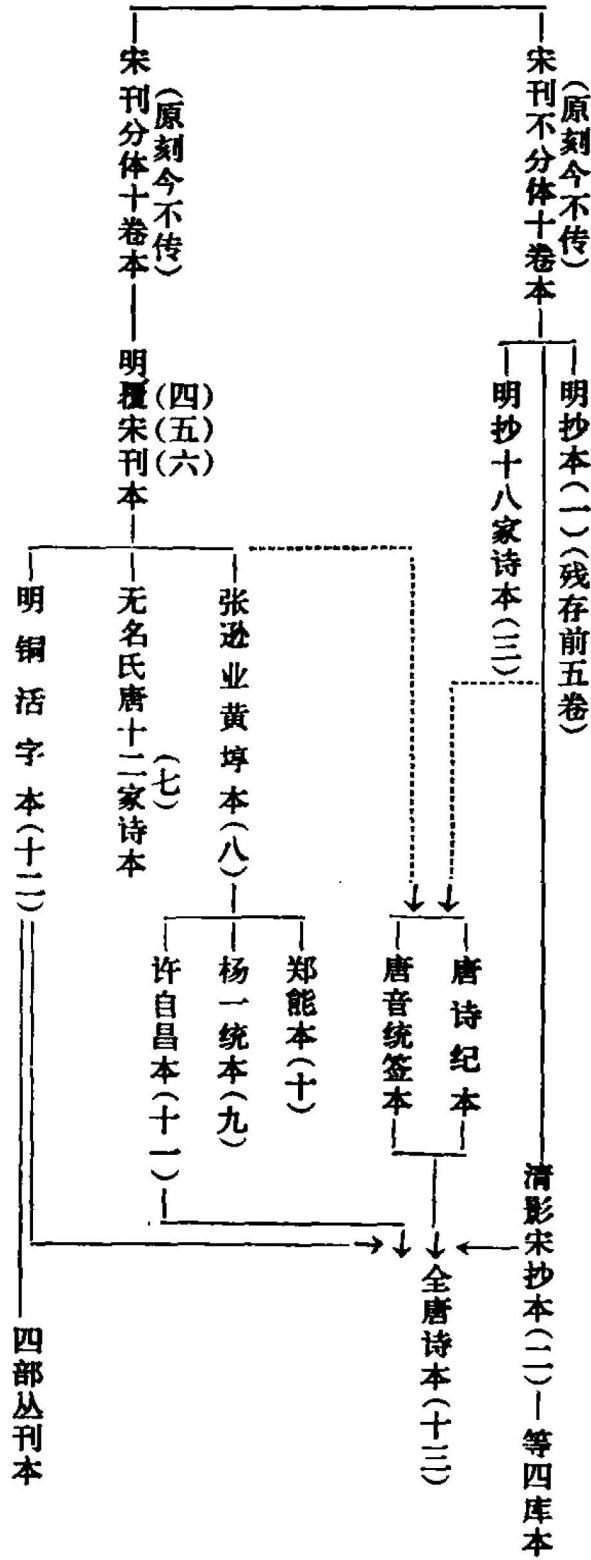 宋刊不分体十卷本
(原刻今不传)
明抄本(一)(残存前五卷)
明抄十八家诗本(三)
清影宋抄本(二)—等四库本
唐诗纪本
唐音统签本
全唐诗本(十三)
宋刊分体十卷本
(原刻今不传)
明覆宋刊本
(四)
(五)
(六)
张逊业黄埻本(八)
郑能本(十)
杨一统本(九)
许自昌本(十一)
无名氏唐十二家诗本
(七)
明铜活字本(十二)
四部丛刊本